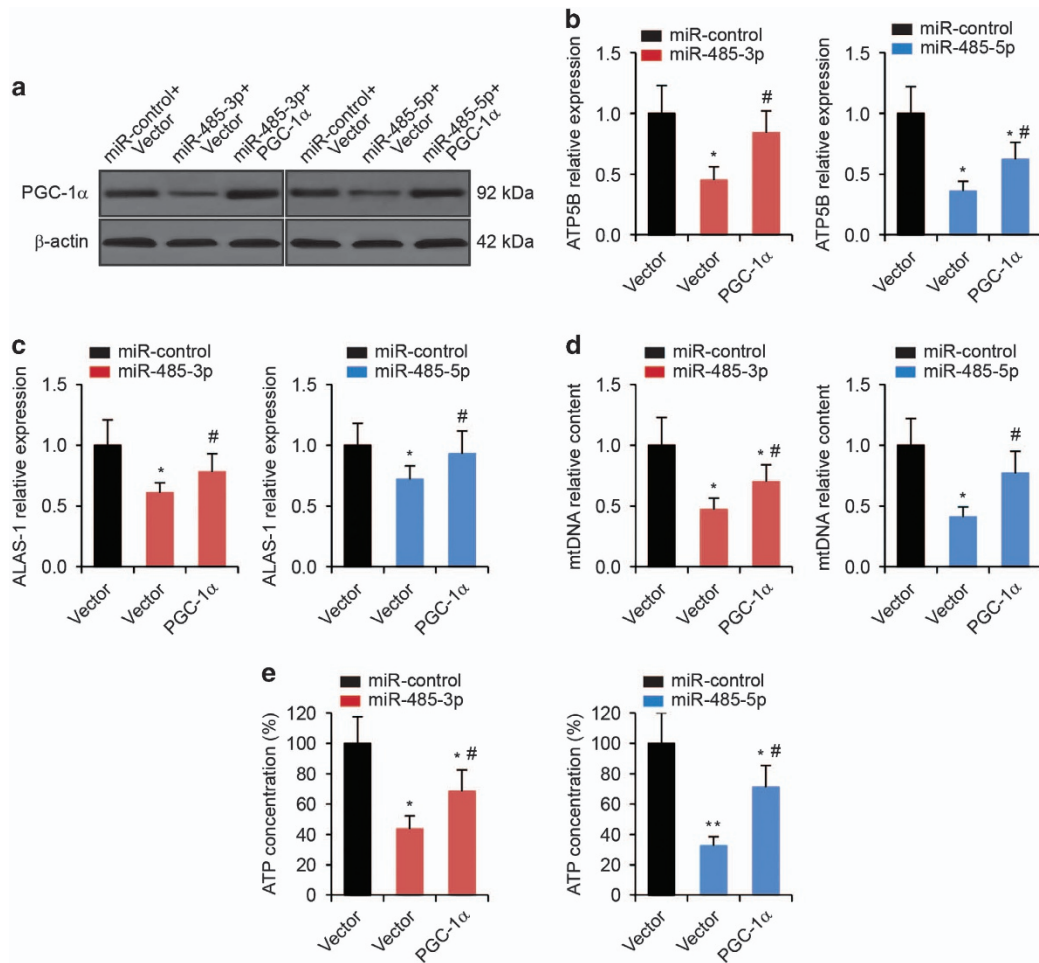 a
miR-control+
Vector
miR-485-3p+
Vector
miR-485-3p+
PGC-1α
miR-control+
Vector
miR-485-5p+
Vector
miR-485-5p+
PGC-1α
PGC-1α
92 kDa
β-actin
42 kDa
b
miR-control
miR-485-3p
ATP5B relative expression
1.5
1.0
0.5
0.0
*
#
Vector
Vector
PGC-1α
miR-control
miR-485-5p
ATP5B relative expression
1.5
1.0
0.5
0.0
*
* #
Vector
Vector
PGC-1α
c
miR-control
miR-485-3p
ALAS-1 relative expression
1.5
1.0
0.5
0.0
*
#
Vector
Vector
PGC-1α
miR-control
miR-485-5p
ALAS-1 relative expression
1.5
1.0
0.5
0.0
*
#
Vector
Vector
PGC-1α
d
miR-control
miR-485-3p
mtDNA relative content
1.5
1.0
0.5
0.0
*
* #
Vector
Vector
PGC-1α
miR-control
miR-485-5p
mtDNA relative content
1.5
1.0
0.5
0.0
*
#
Vector
Vector
PGC-1α
e
miR-control
miR-485-3p
ATP concentration (%)
120
100
80
60
40
20
0
*
* #
Vector
Vector
PGC-1α
miR-control
miR-485-5p
ATP concentration (%)
120
100
80
60
40
20
0
**
* #
Vector
Vector
PGC-1α